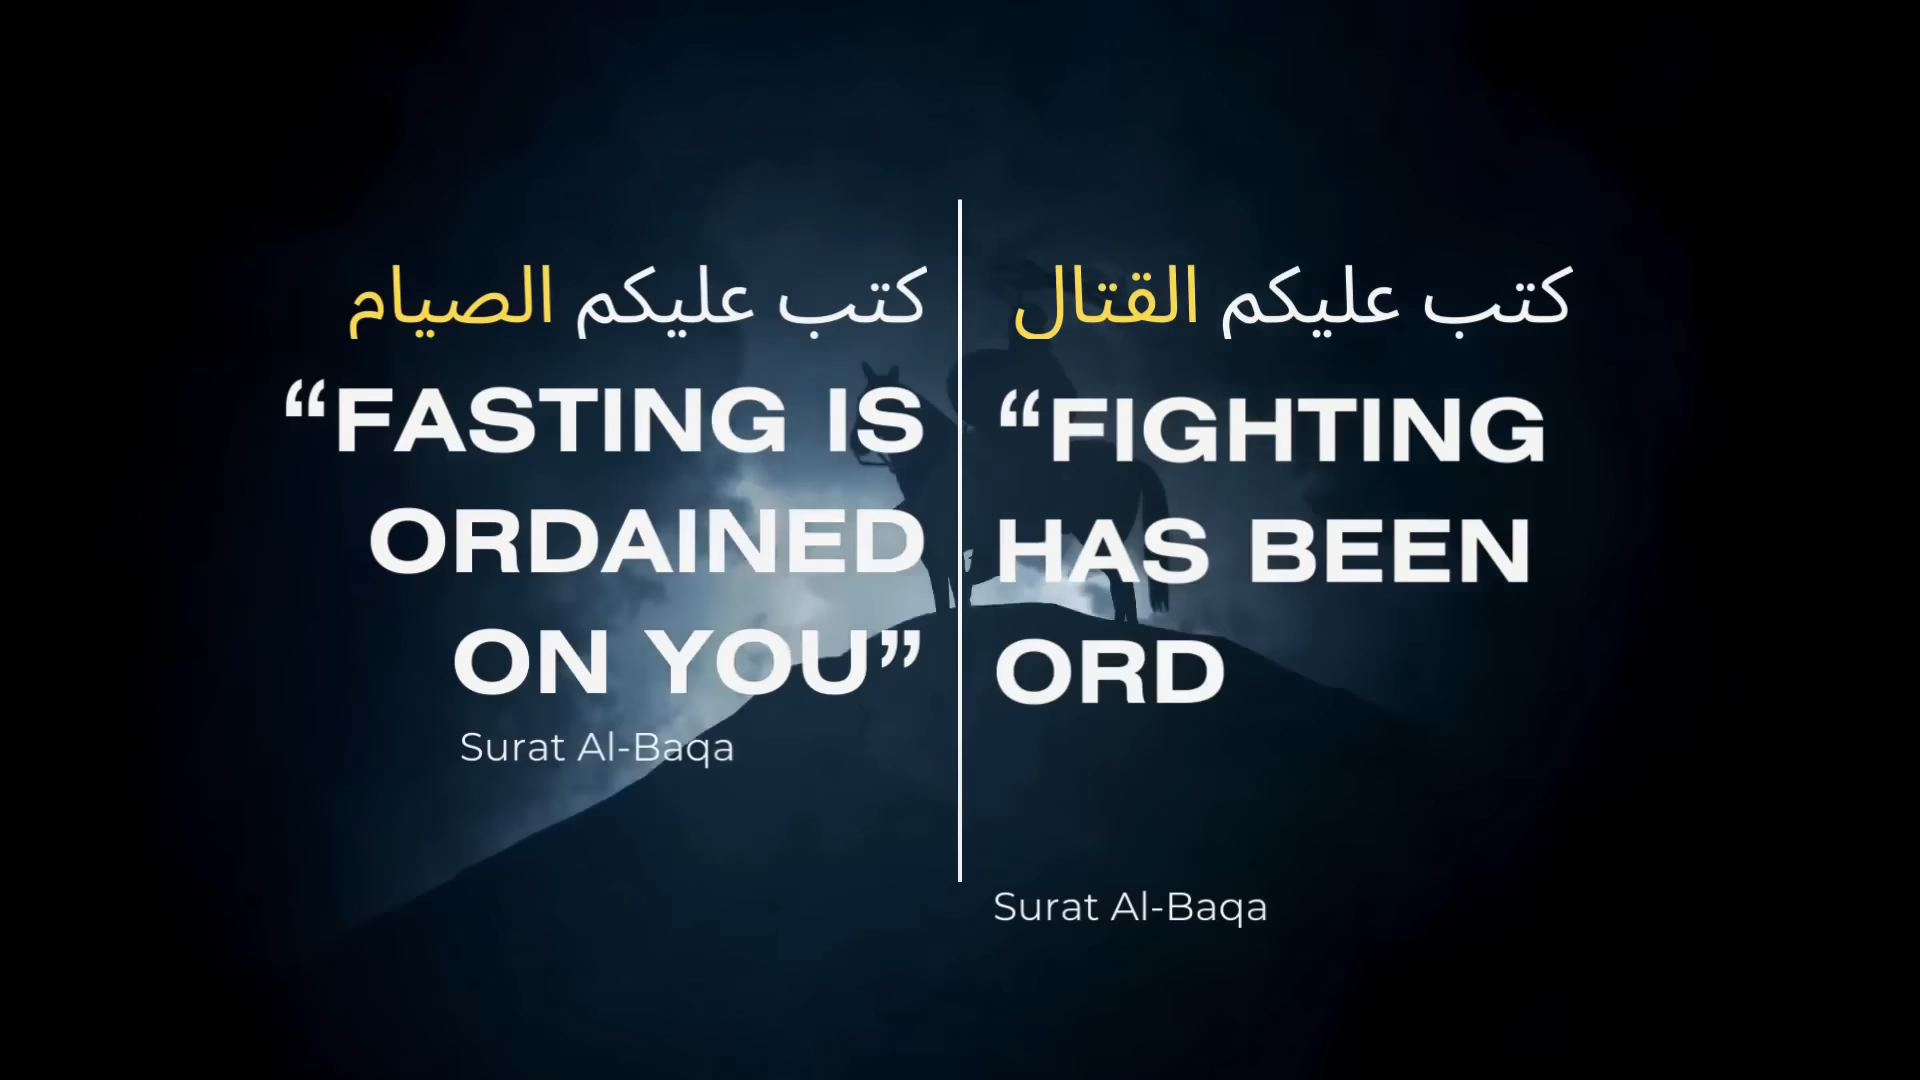 كتب عليكم الصيام
“FASTING IS
ORDAINED
ON YOU”
Surat Al-Baqa
كتب عليكم القتال
“FIGHTING
HAS BEEN
ORD
Surat Al-Baqa